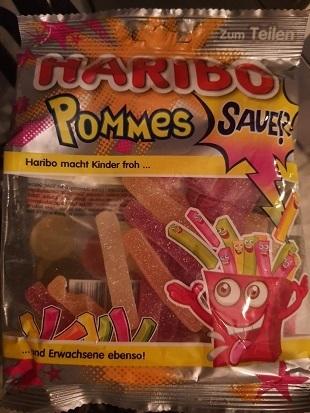 Zum Teilen
HARIBO
POMMES
SAUER!
Haribo macht Kinder froh ...
...und Erwachsene ebenso!